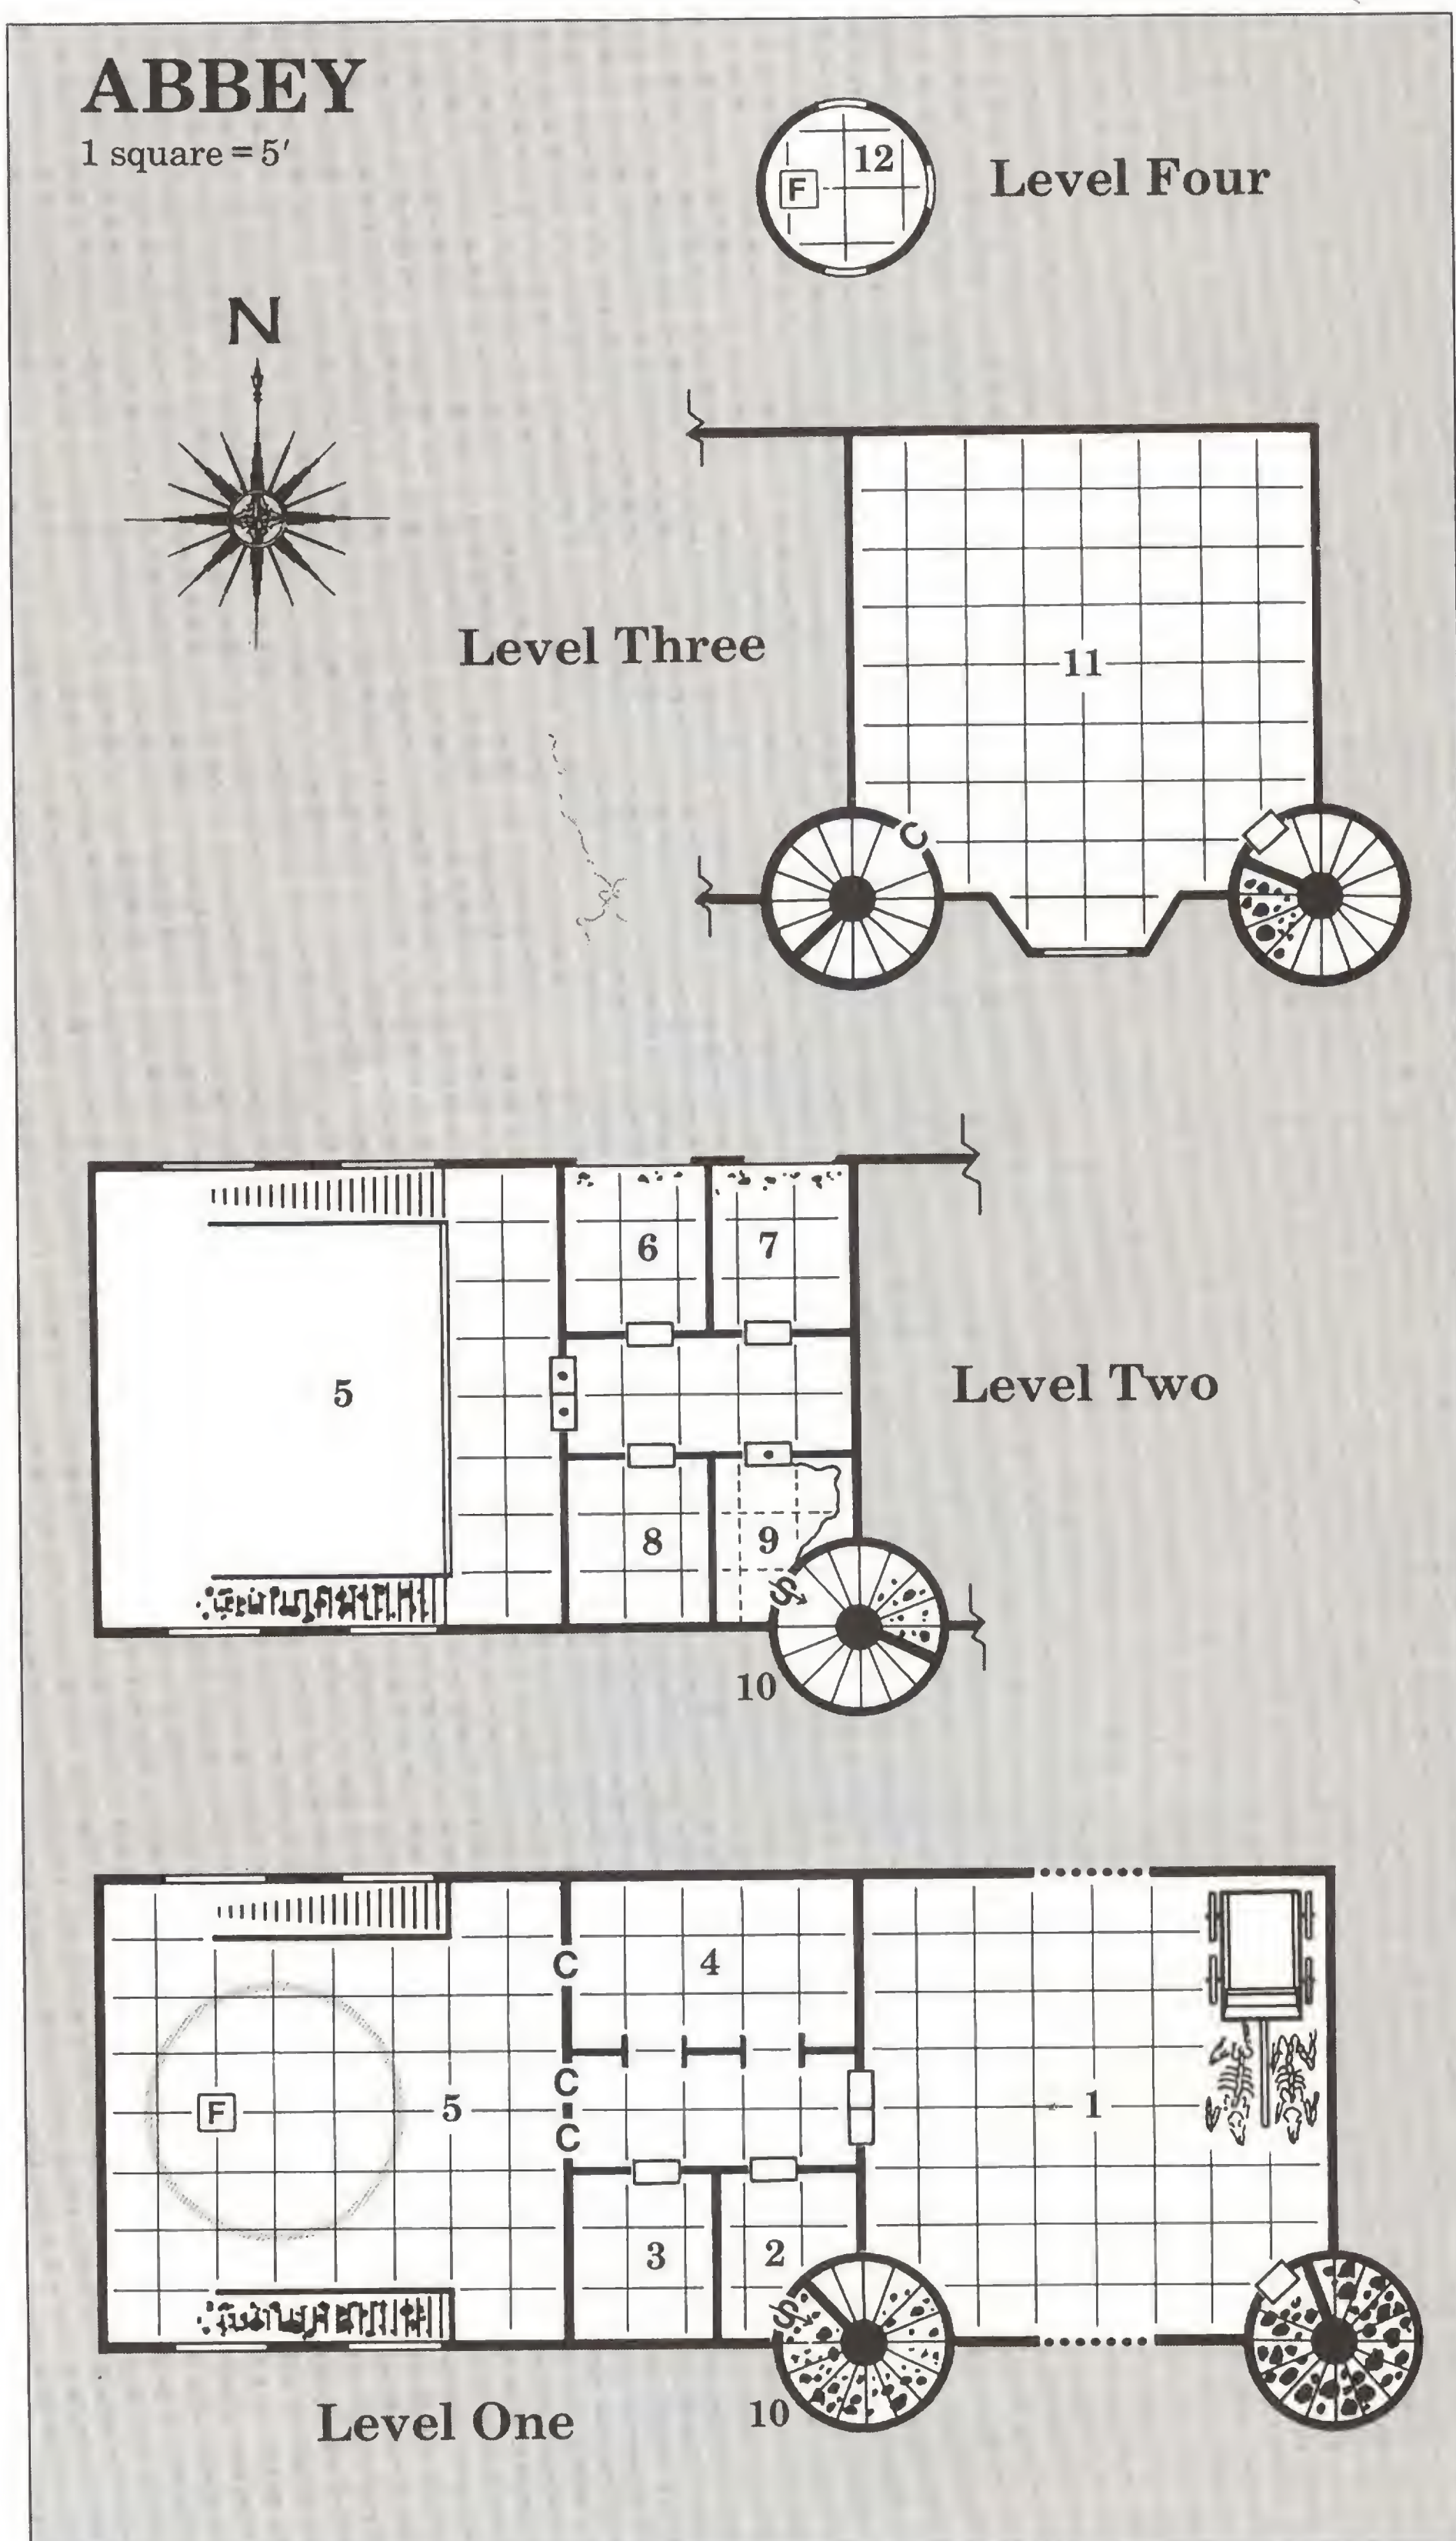 ABBEY
1 square = 5′
12
F
Level Four
N
Level Three
11
C
6
7
5
Level Two
8
9
S
10
C
4
C
F
5
1
C
3
2
S
10
Level One